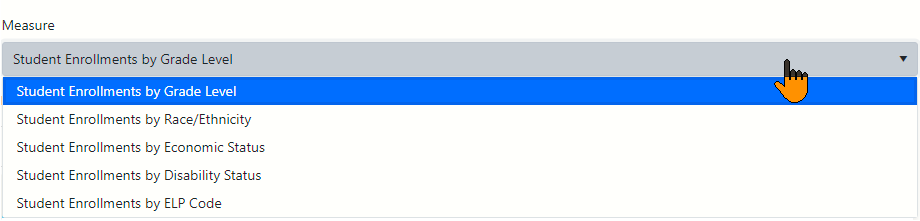 Measure
Student Enrollments by Grade Level
Student Enrollments by Grade Level
Student Enrollments by Race/Ethnicity
Student Enrollments by Economic Status
Student Enrollments by Disability Status
Student Enrollments by ELP Code